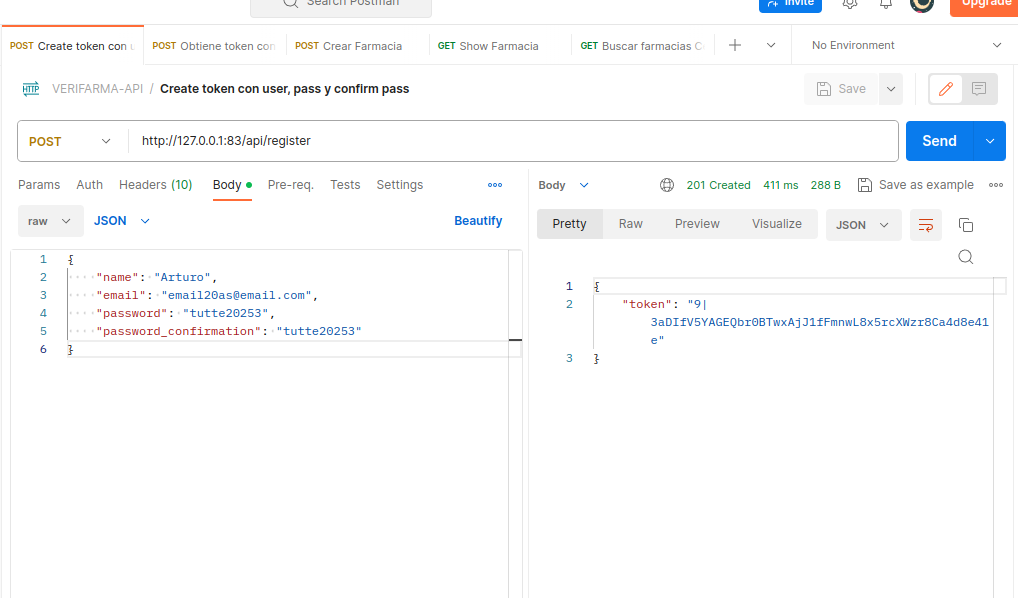 Search Postman
Invite
Upgrade
POST Create token con u
POST Obtiene token con
POST Crear Farmacia
GET Show Farmacia
GET Buscar farmacias C
No Environment
HTTP VERIFARMA-API / Create token con user, pass y confirm pass
Save
POST http://127.0.0.1:83/api/register
Send
Params Auth Headers (10) Body Pre-req. Tests Settings
Body 201 Created 411 ms 288 B Save as example
raw JSON Beautify
Pretty Raw Preview Visualize JSON
1 {
2 "name": "Arturo",
3 "email": "email20as@email.com",
4 "password": "tutte20253",
5 "password_confirmation": "tutte20253"
6 }
1 {
2 "token": "9|
3aDIfV5YAGEQbr0BTwxAjJ1fFmnwL8x5rcXWzr8Ca4d8e41
e"
3 }